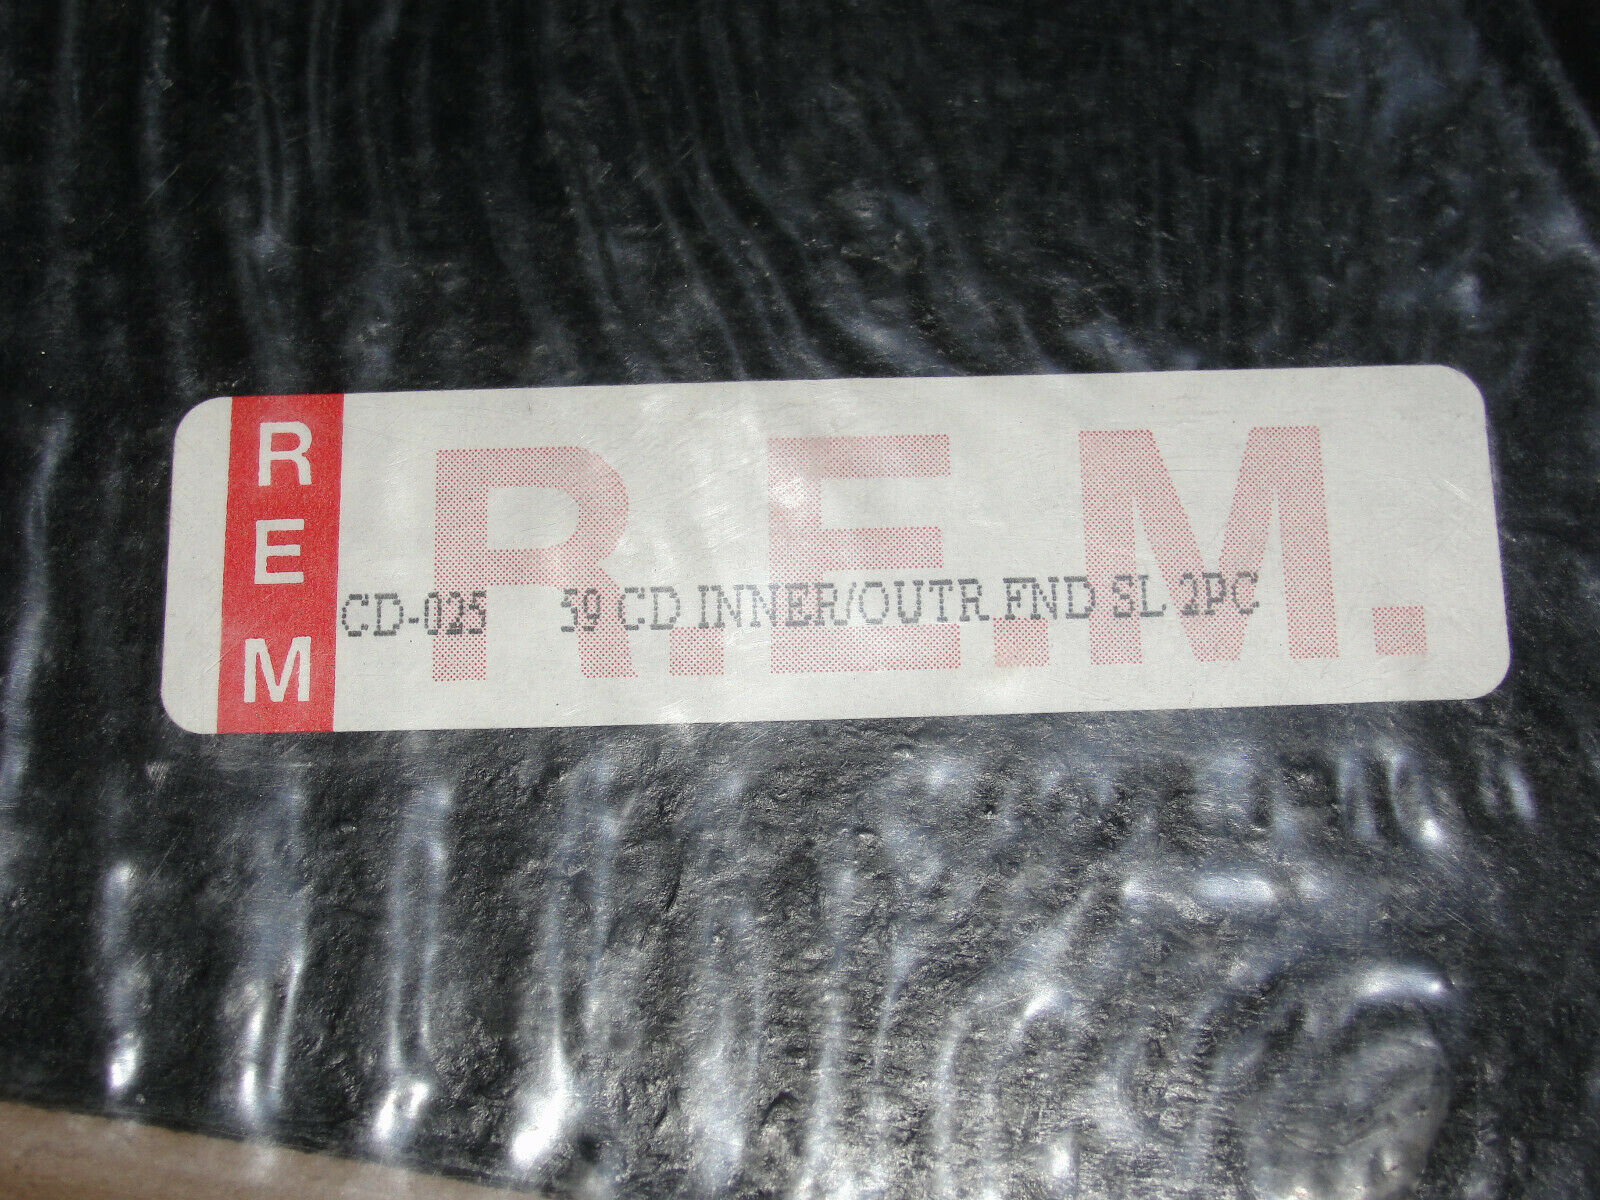 R
E
M
R.E.M.
CD-025 59 CD INNER/OUTR FND SL 2PC